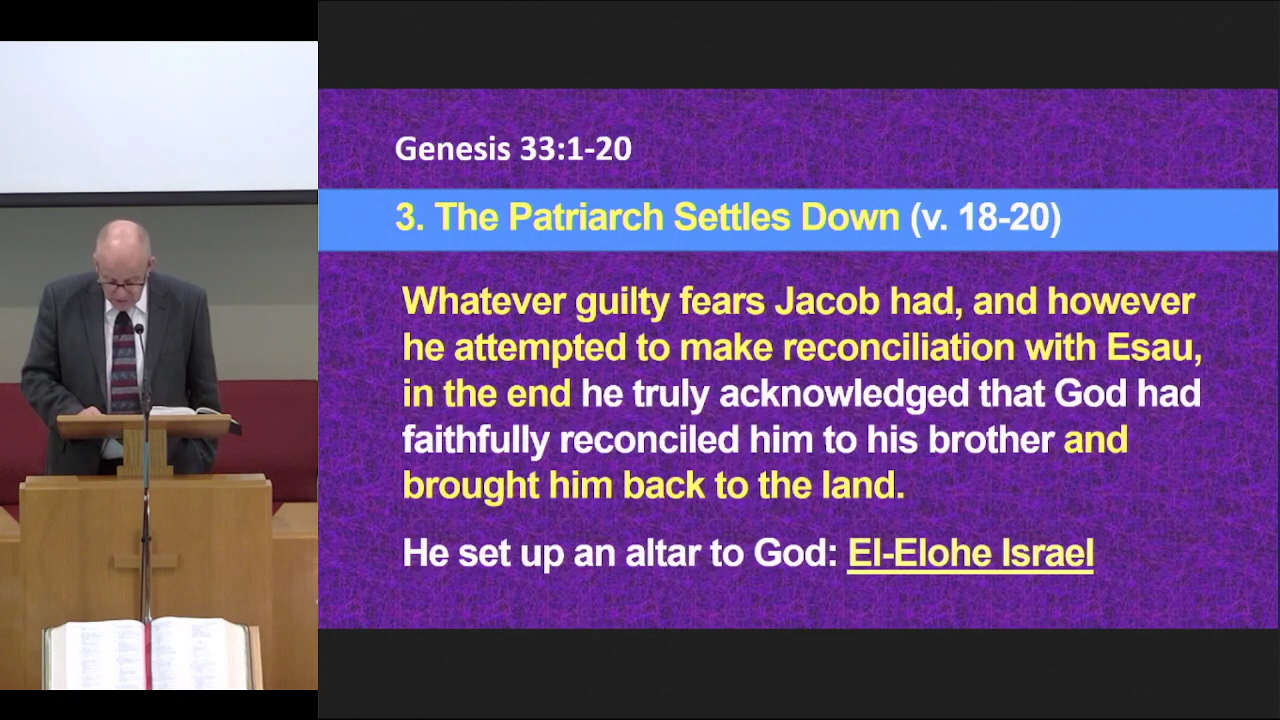 Genesis 33:1-20
3. The Patriarch Settles Down (v. 18-20)
Whatever guilty fears Jacob had, and however
he attempted to make reconciliation with Esau,
in the end he truly acknowledged that God had
faithfully reconciled him to his brother and
brought him back to the land.
He set up an altar to God: El-Elohe Israel